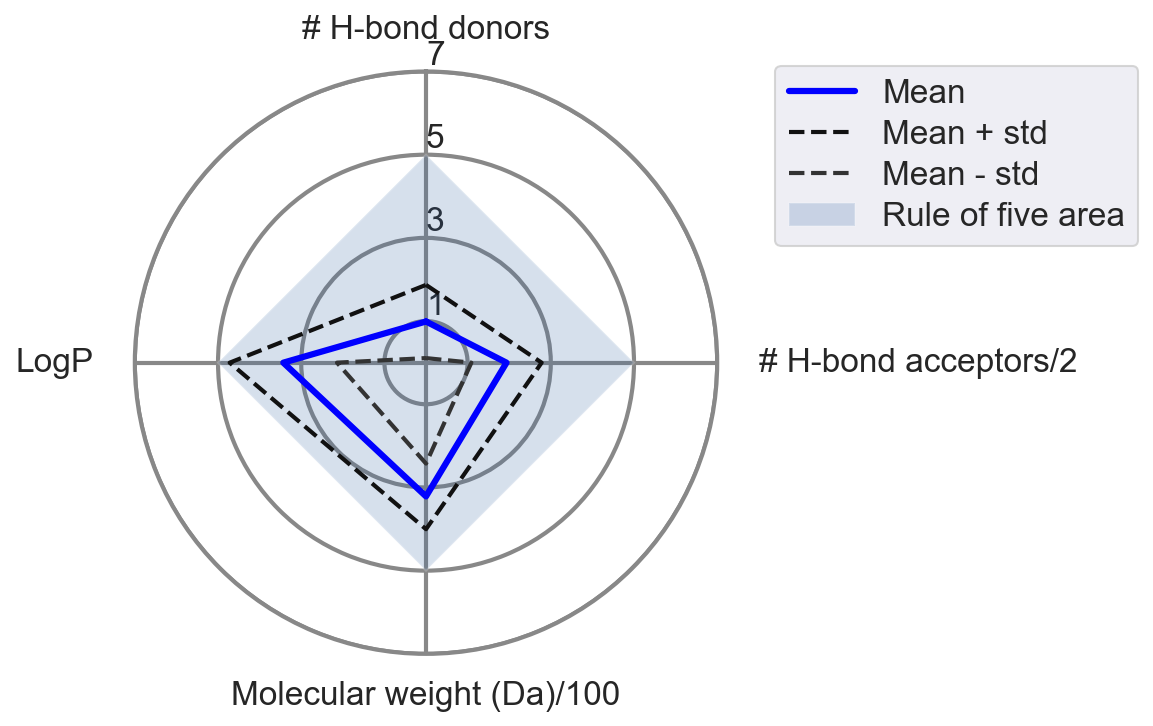 # H-bond donors
7
5
3
1
LogP
# H-bond acceptors/2
Molecular weight (Da)/100
Mean
Mean + std
Mean - std
Rule of five area